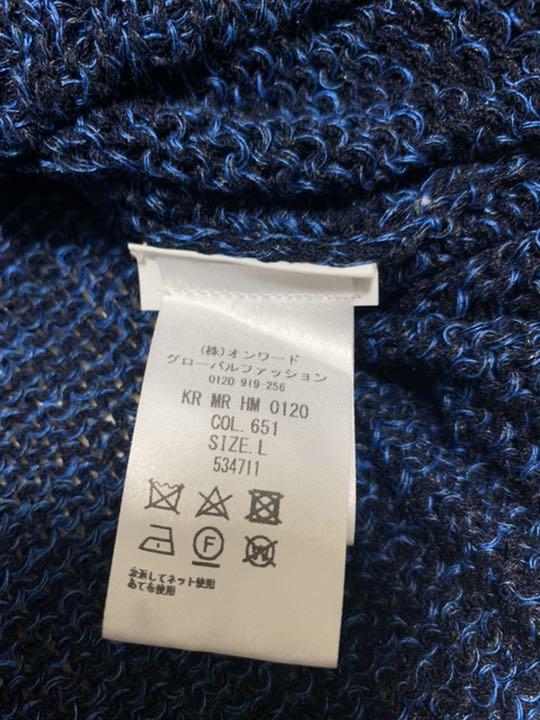 (株)オンワード
グローバルファッション
0120 919 256
KR MR HM 0120
COL. 651
SIZE. L
534711
F
W
裏返してネット使用
あて布使用